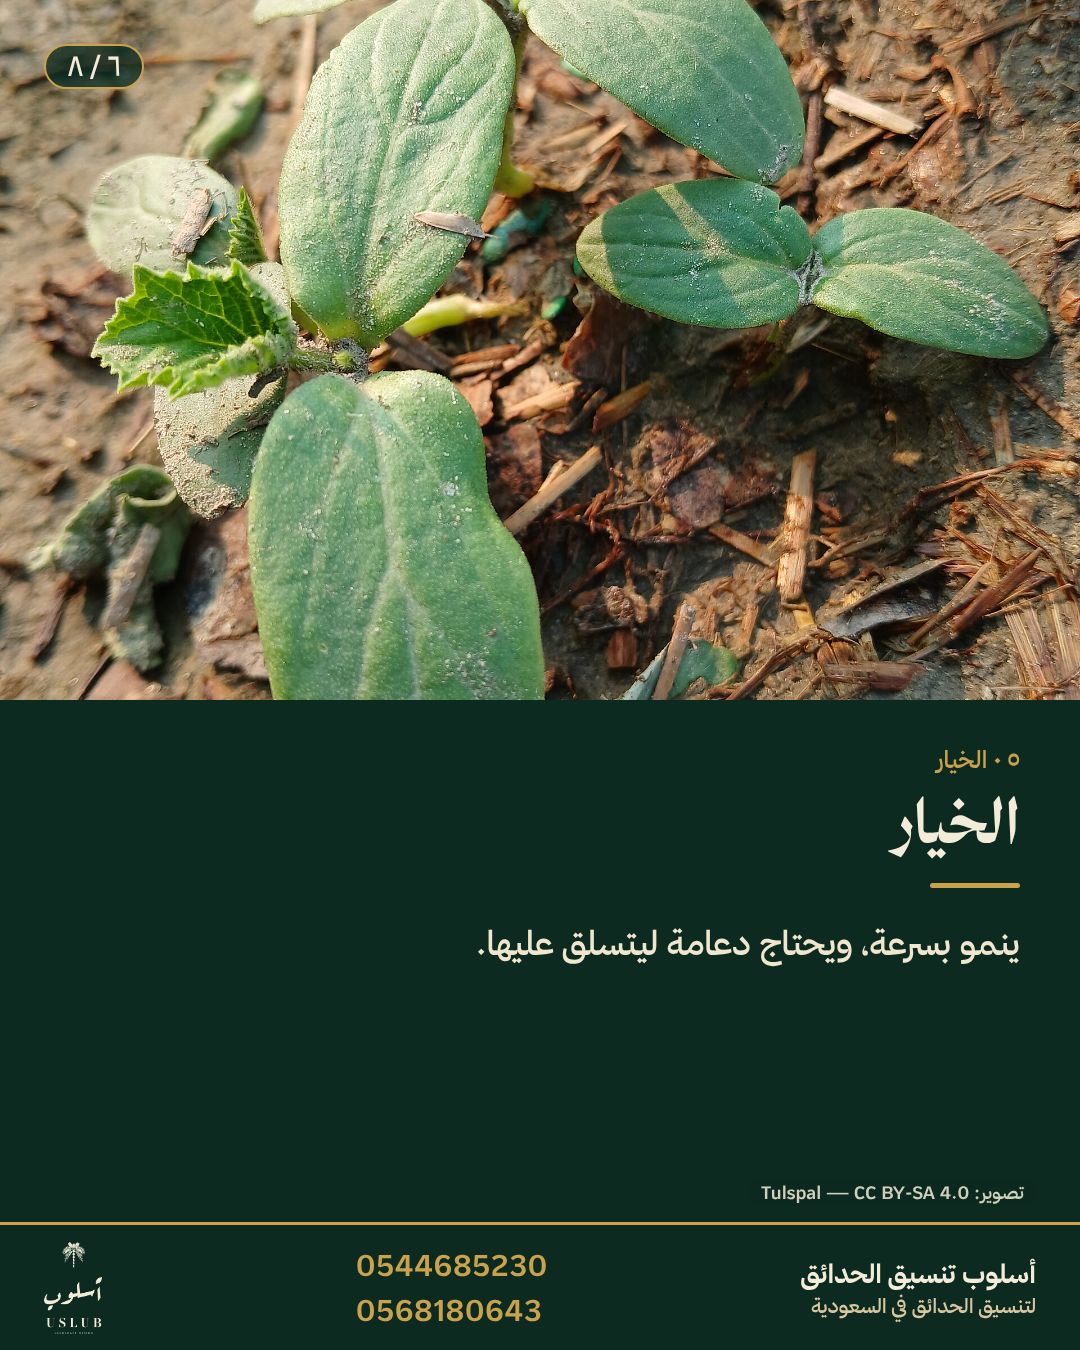 ٨/٦
٠٥ الخيار
الخيار
ينمو بسرعة، ويحتاج دعامة ليتسلق عليها.
تصوير: Tulspal — CC BY-SA 4.0
أسلوب تنسيق الحدائق
لتنسيق الحدائق في السعودية
0544685230
0568180643
أسلوب
USLUB